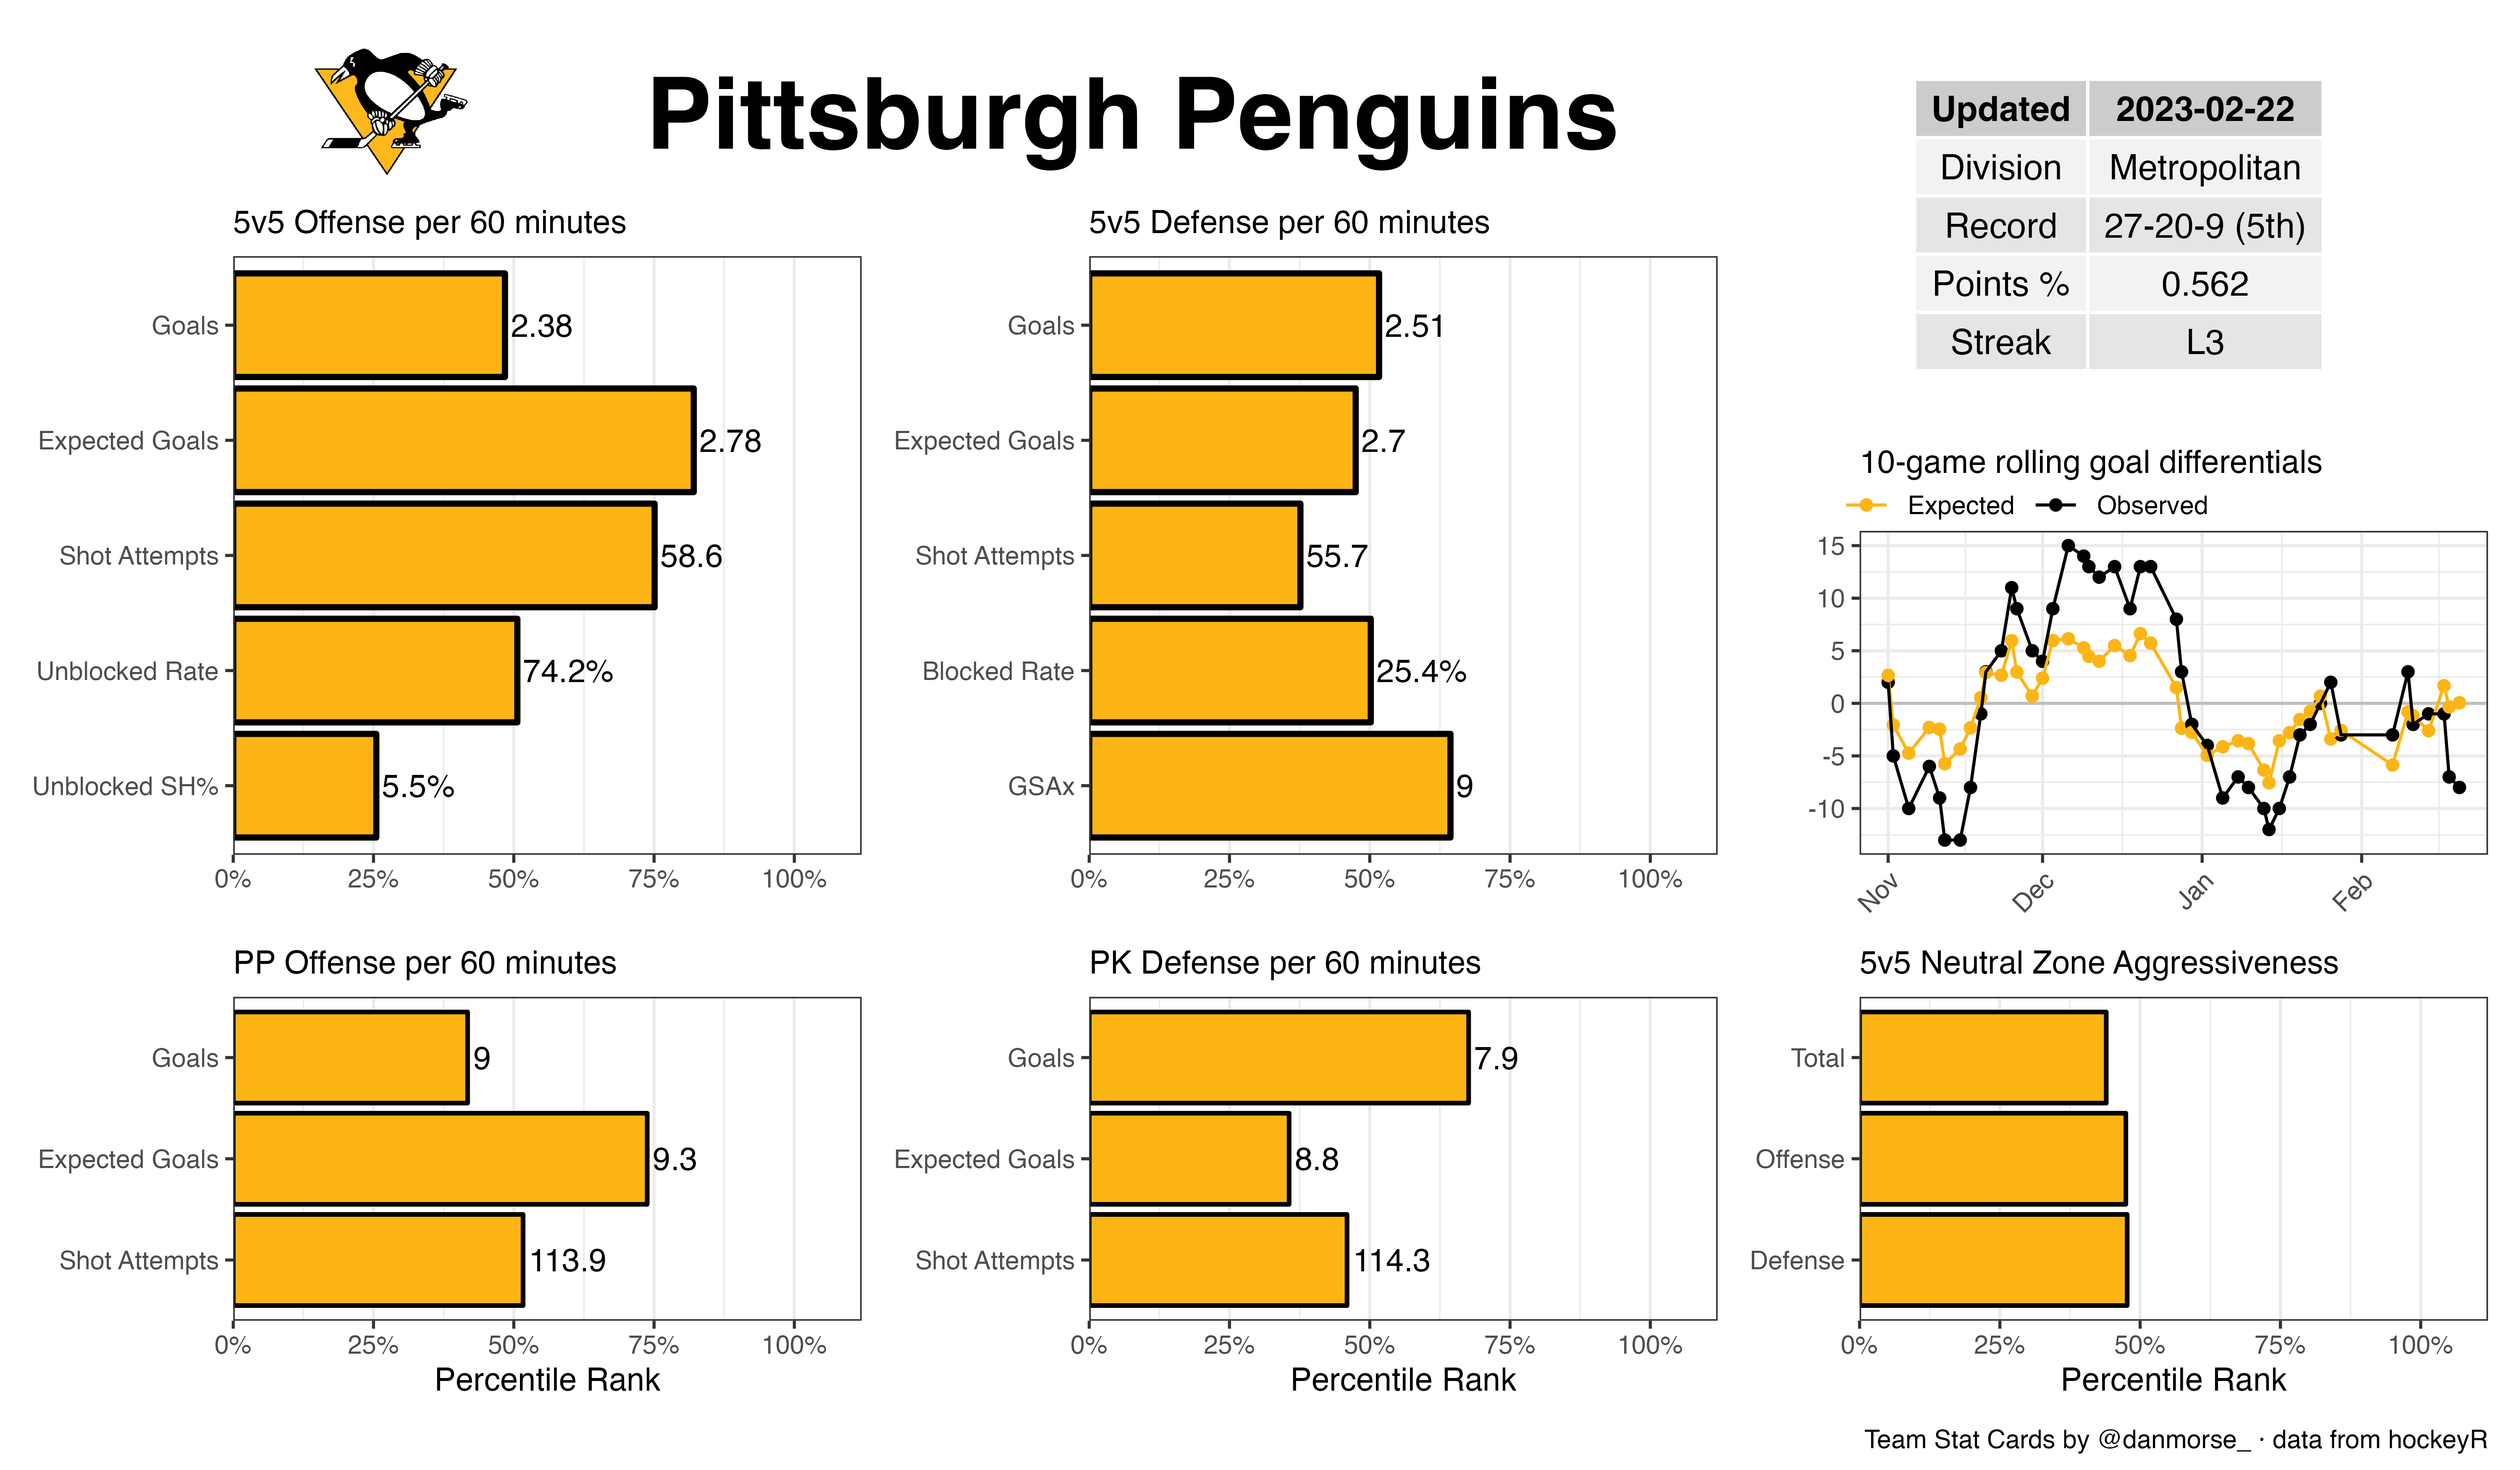 Pittsburgh Penguins
Updated 2023-02-22
Division Metropolitan
Record 27-20-9 (5th)
Points % 0.562
Streak L3
5v5 Offense per 60 minutes
Goals 2.38
Expected Goals 2.78
Shot Attempts 58.6
Unblocked Rate 74.2%
Unblocked SH% 5.5%
0% 25% 50% 75% 100%
5v5 Defense per 60 minutes
Goals 2.51
Expected Goals 2.7
Shot Attempts 55.7
Blocked Rate 25.4%
GSAx 9
0% 25% 50% 75% 100%
10-game rolling goal differentials
Expected Observed
15
10
5
0
-5
-10
Nov Dec Jan Feb
PP Offense per 60 minutes
Goals 9
Expected Goals 9.3
Shot Attempts 113.9
0% 25% 50% 75% 100%
Percentile Rank
PK Defense per 60 minutes
Goals 7.9
Expected Goals 8.8
Shot Attempts 114.3
0% 25% 50% 75% 100%
Percentile Rank
5v5 Neutral Zone Aggressiveness
Total
Offense
Defense
0% 25% 50% 75% 100%
Percentile Rank
Team Stat Cards by @danmorse_ · data from hockeyR